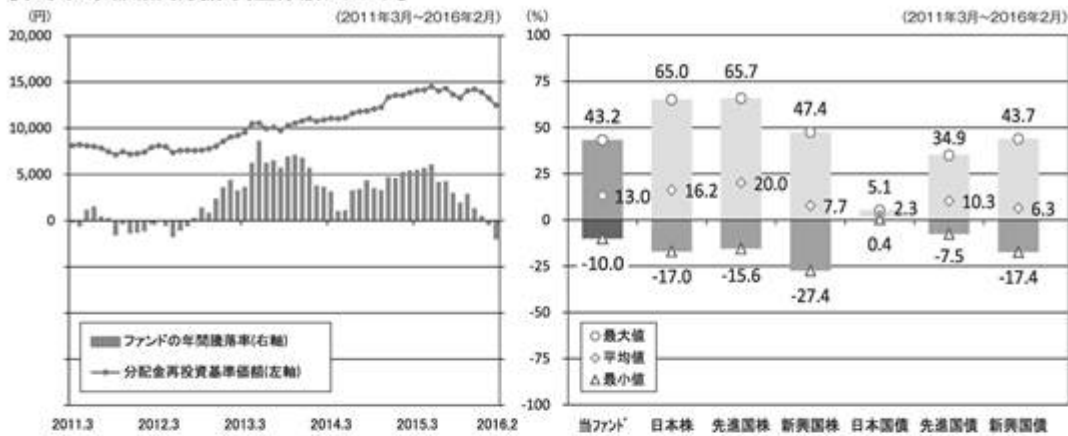 (円)
(2011年3月~2016年2月)
20,000
15,000
10,000
5,000
0
ファンドの年間騰落率(右軸)
分配金再投資基準価額(左軸)
2011.3 2012.3 2013.3 2014.3 2015.3 2016.2
(%)
(2011年3月~2016年2月)
100
75
50
25
0
-25
-50
-75
-100
43.2 65.0 65.7 47.4 5.1 34.9 43.7
13.0 16.2 20.0 7.7 2.3 10.3 6.3
-10.0 -17.0 -15.6 -27.4 0.4 -7.5 -17.4
最大値
平均値
最小値
当ファンド 日本株 先進国株 新興国株 日本国債 先進国債 新興国債